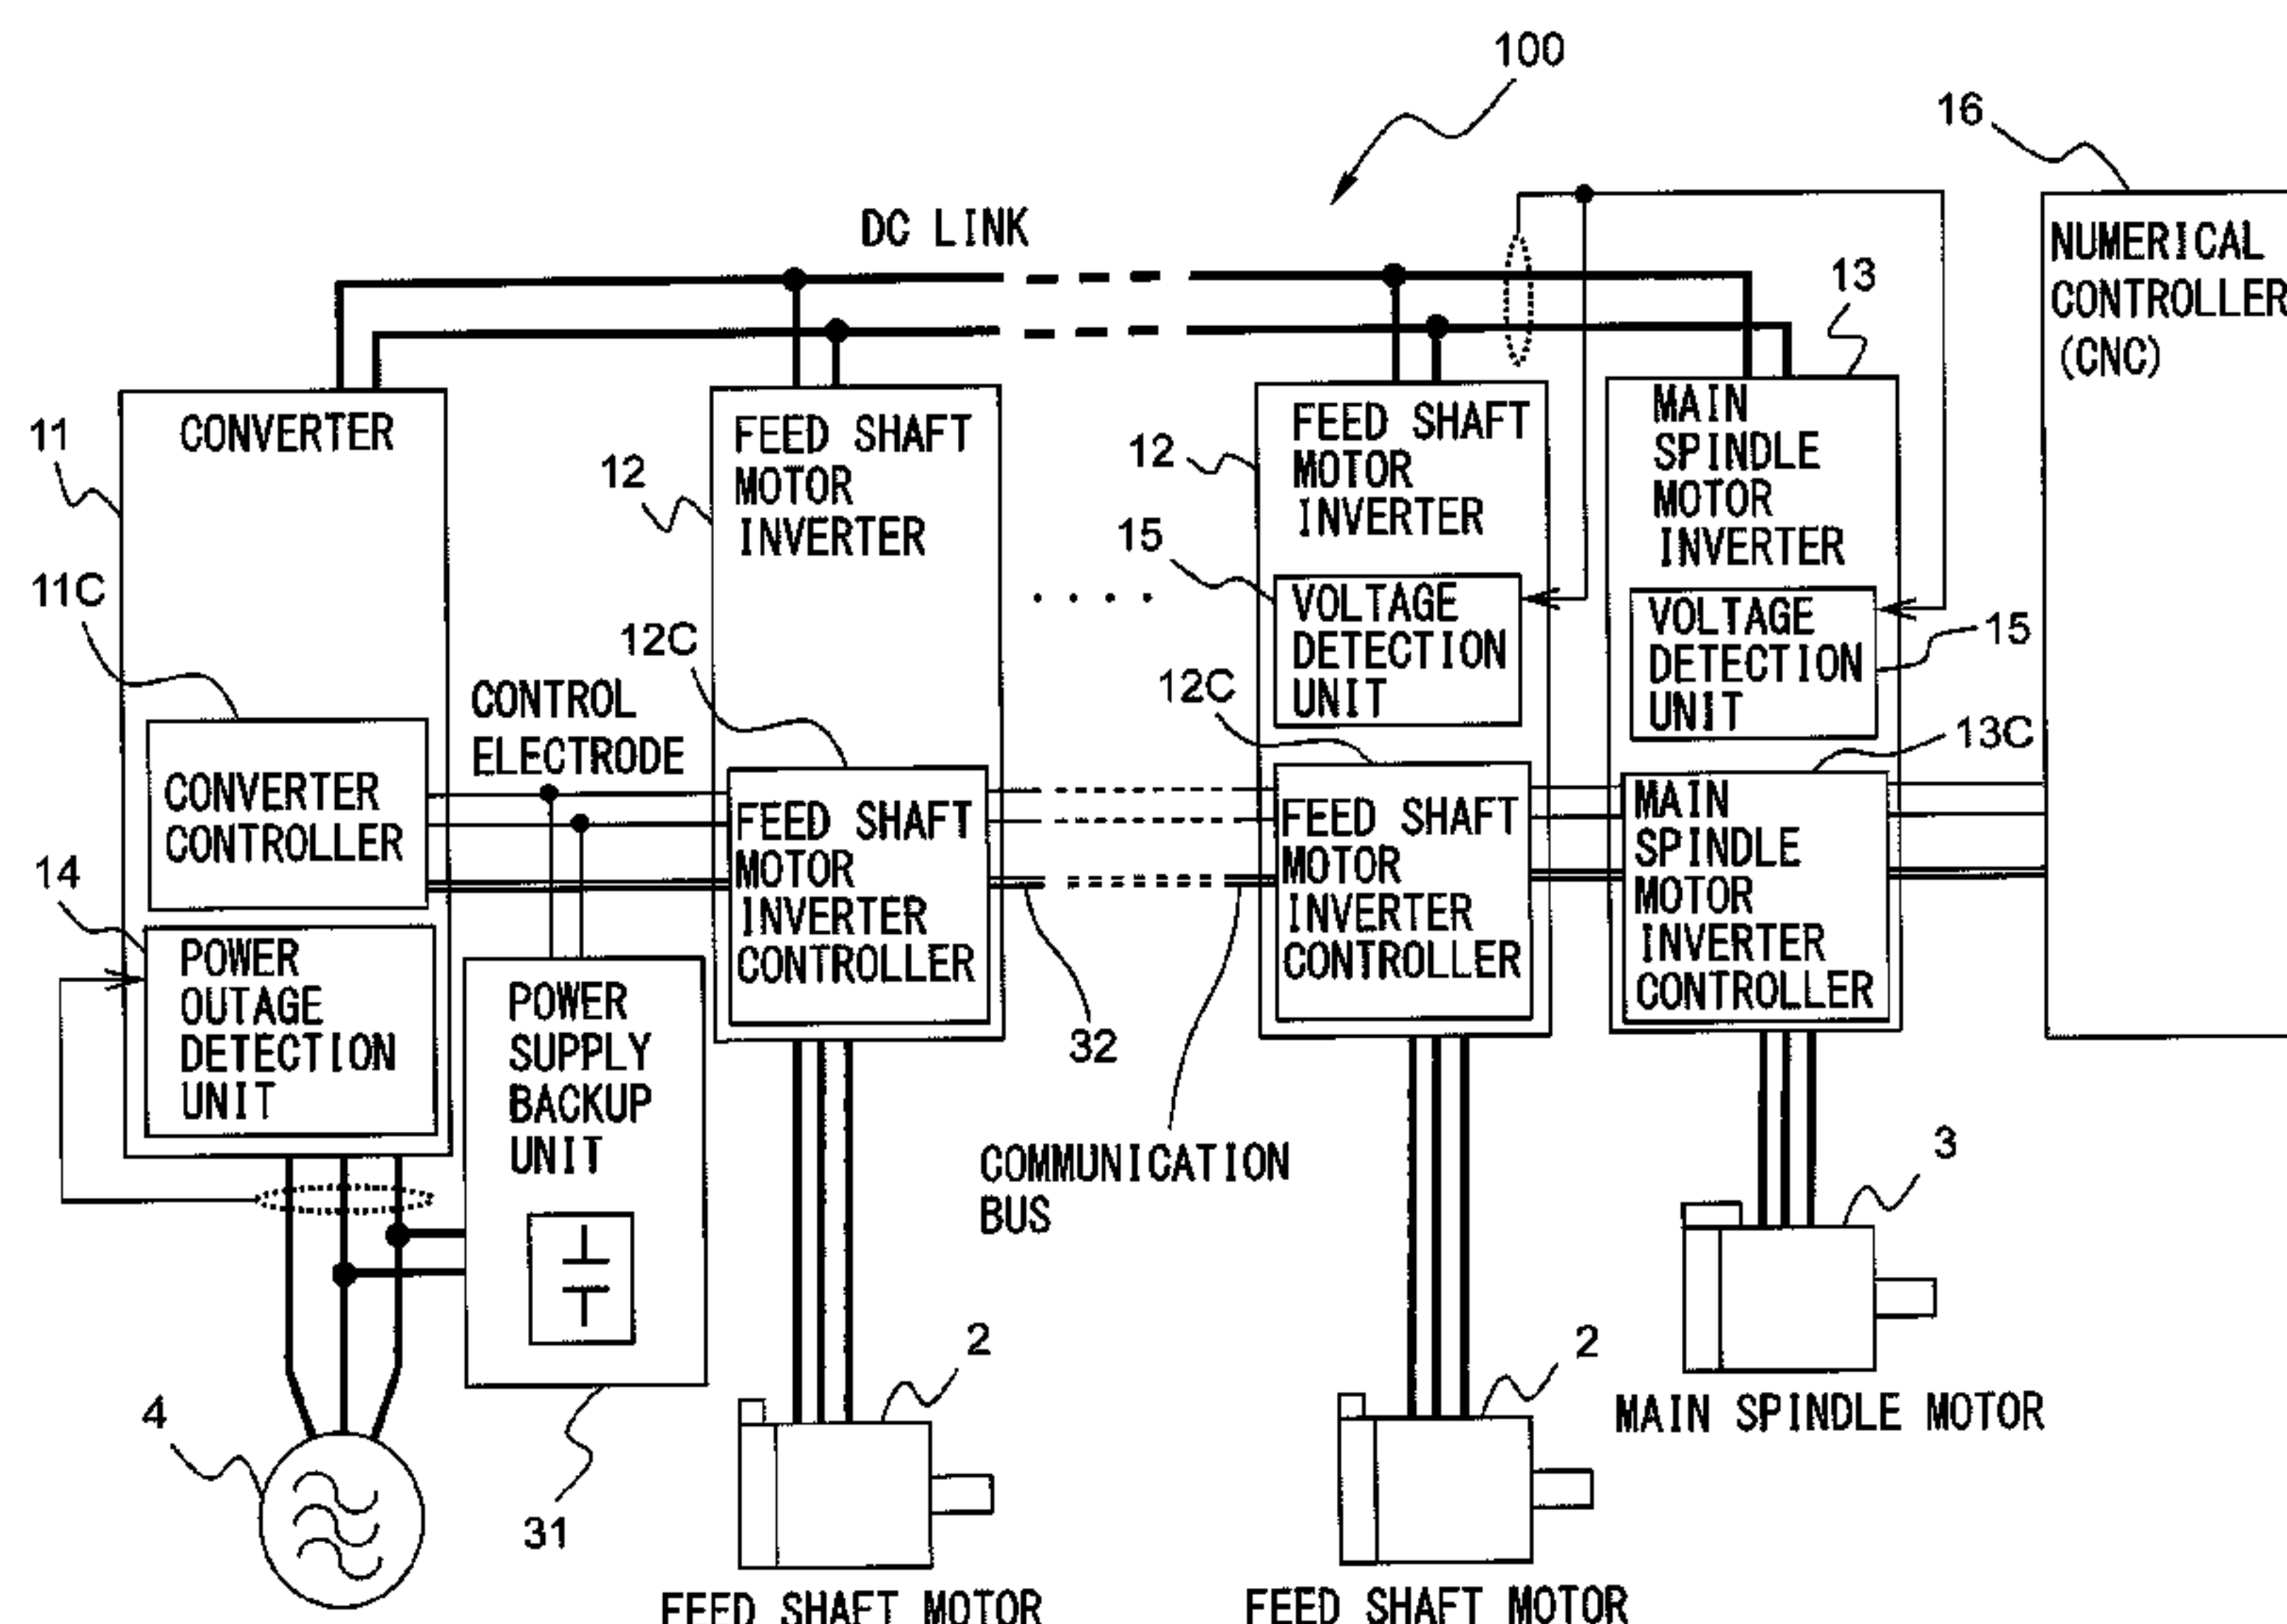 100
16
DC LINK
NUMERICAL
CONTROLLER
(CNC)
13
11
CONVERTER
12
FEED SHAFT
MOTOR
INVERTER
12
FEED SHAFT
MOTOR
INVERTER
MAIN
SPINDLE
MOTOR
INVERTER
15
VOLTAGE
DETECTION
UNIT
VOLTAGE
DETECTION
UNIT
15
11C
12C
12C
13C
CONTROL
ELECTRODE
CONVERTER
CONTROLLER
FEED SHAFT
MOTOR
INVERTER
CONTROLLER
FEED SHAFT
MOTOR
INVERTER
CONTROLLER
MAIN
SPINDLE
MOTOR
INVERTER
CONTROLLER
14
POWER
OUTAGE
DETECTION
UNIT
POWER
SUPPLY
BACKUP
UNIT
32
COMMUNICATION
BUS
3
2
2
MAIN SPINDLE MOTOR
4
31
FEED SHAFT MOTOR
FEED SHAFT MOTOR